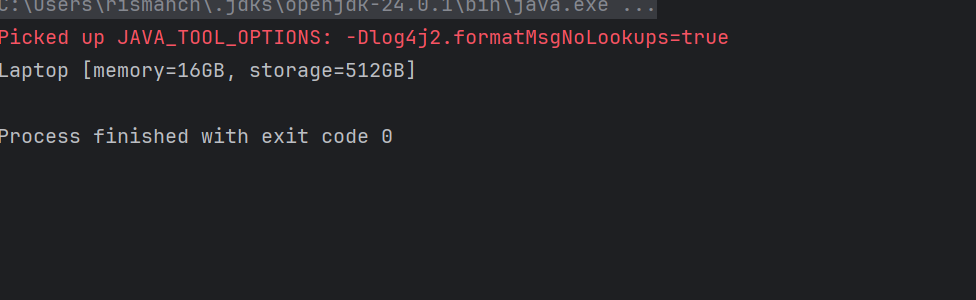 C:\Users\rismanch\.jdks\openjdk-24.0.1\bin\java.exe ...
Picked up JAVA_TOOL_OPTIONS: -Dlog4j2.formatMsgNoLookups=true
Laptop [memory=16GB, storage=512GB]
Process finished with exit code 0